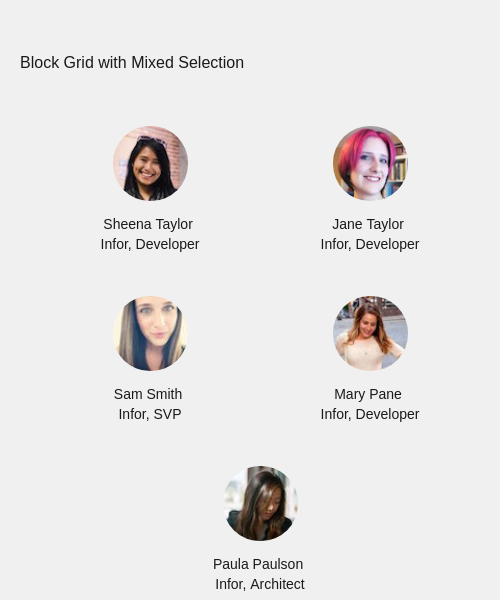 Block Grid with Mixed Selection
Sheena Taylor
Infor, Developer
Jane Taylor
Infor, Developer
Sam Smith
Infor, SVP
Mary Pane
Infor, Developer
Paula Paulson
Infor, Architect